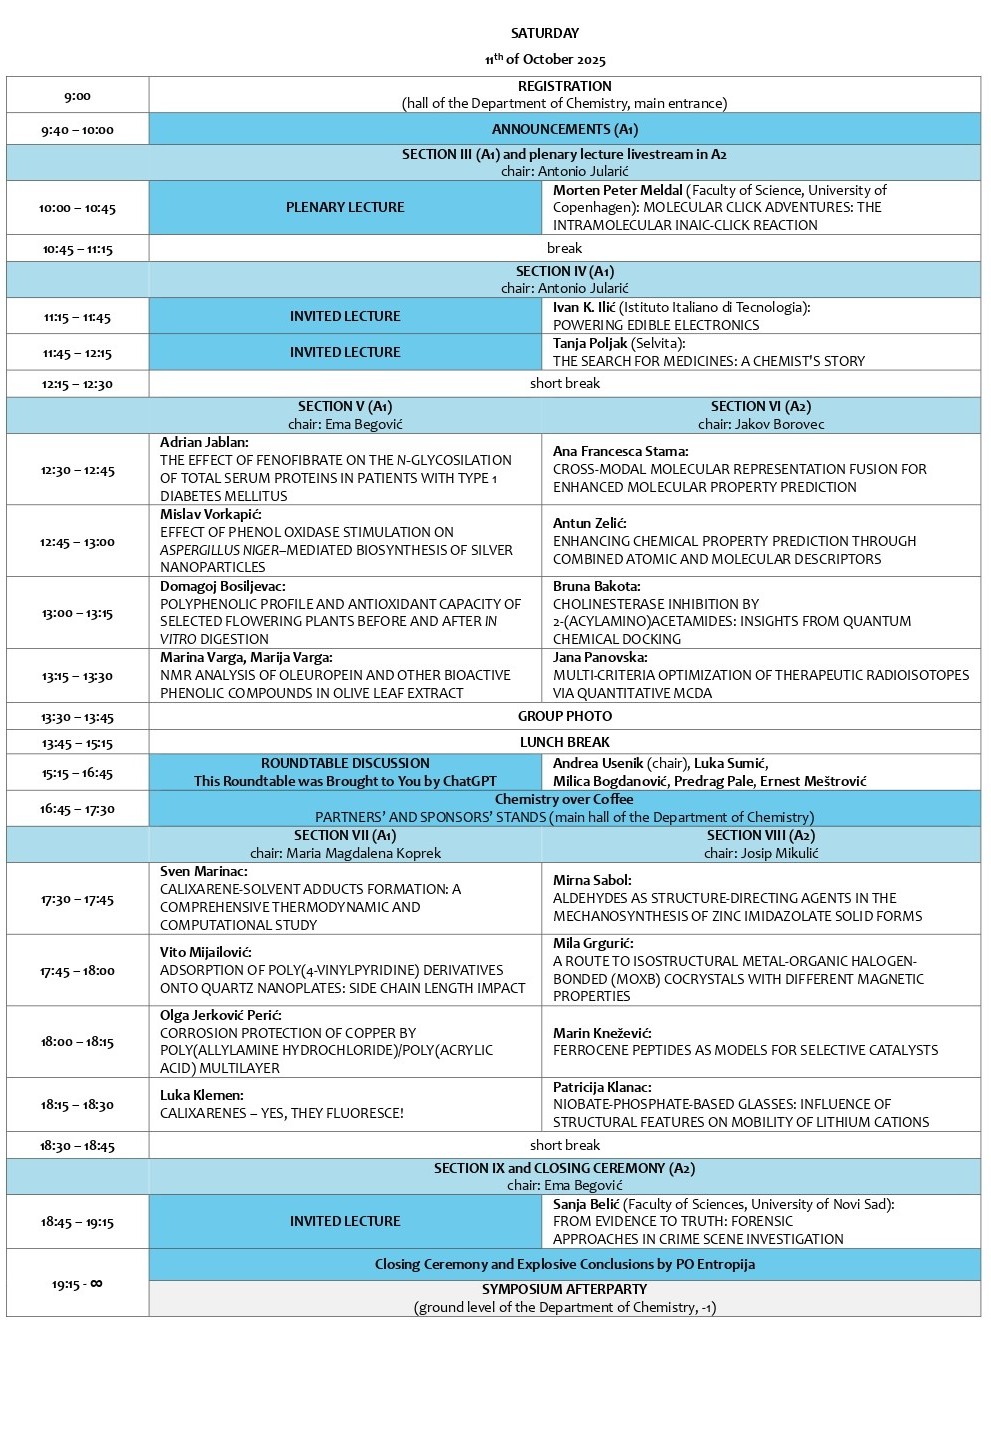 SATURDAY
11th of October 2025
9:00
REGISTRATION
(hall of the Department of Chemistry, main entrance)
9:40 – 10:00
ANNOUNCEMENTS (A1)
SECTION III (A1) and plenary lecture livestream in A2
chair: Antonio Jularić
10:00 – 10:45
PLENARY LECTURE
Morten Peter Meldal (Faculty of Science, University of
Copenhagen): MOLECULAR CLICK ADVENTURES: THE
INTRAMOLECULAR INAIC-CLICK REACTION
10:45 – 11:15
break
SECTION IV (A1)
chair: Antonio Jularić
11:15 – 11:45
INVITED LECTURE
Ivan K. Ilić (Istituto Italiano di Tecnologia):
POWERING EDIBLE ELECTRONICS
11:45 – 12:15
INVITED LECTURE
Tanja Poljak (Selvita):
THE SEARCH FOR MEDICINES: A CHEMIST'S STORY
12:15 – 12:30
short break
SECTION V (A1)
chair: Ema Begović
SECTION VI (A2)
chair: Jakov Borovec
12:30 – 12:45
Adrian Jablan:
THE EFFECT OF FENOFIBRATE ON THE N-GLYCOSILATION
OF TOTAL SERUM PROTEINS IN PATIENTS WITH TYPE 1
DIABETES MELLITUS
Ana Francesca Stama:
CROSS-MODAL MOLECULAR REPRESENTATION FUSION FOR
ENHANCED MOLECULAR PROPERTY PREDICTION
12:45 – 13:00
Mislav Vorkapić:
EFFECT OF PHENOL OXIDASE STIMULATION ON
ASPERGILLUS NIGER–MEDIATED BIOSYNTHESIS OF SILVER
NANOPARTICLES
Antun Zelić:
ENHANCING CHEMICAL PROPERTY PREDICTION THROUGH
COMBINED ATOMIC AND MOLECULAR DESCRIPTORS
13:00 – 13:15
Domagoj Bosiljevac:
POLYPHENOLIC PROFILE AND ANTIOXIDANT CAPACITY OF
SELECTED FLOWERING PLANTS BEFORE AND AFTER IN
VITRO DIGESTION
Bruna Bakota:
CHOLINESTERASE INHIBITION BY
2-(ACYLAMINO)ACETAMIDES: INSIGHTS FROM QUANTUM
CHEMICAL DOCKING
13:15 – 13:30
Marina Varga, Marija Varga:
NMR ANALYSIS OF OLEUROPEIN AND OTHER BIOACTIVE
PHENOLIC COMPOUNDS IN OLIVE LEAF EXTRACT
Jana Panovska:
MULTI-CRITERIA OPTIMIZATION OF THERAPEUTIC RADIOISOTOPES
VIA QUANTITATIVE MCDA
13:30 – 13:45
GROUP PHOTO
13:45 – 15:15
LUNCH BREAK
15:15 – 16:45
ROUNDTABLE DISCUSSION
This Roundtable was Brought to You by ChatGPT
Andrea Usenik (chair), Luka Sumić,
Milica Bogdanović, Predrag Pale, Ernest Meštrović
16:45 – 17:30
Chemistry over Coffee
PARTNERS' AND SPONSORS' STANDS (main hall of the Department of Chemistry)
SECTION VII (A1)
chair: Maria Magdalena Koprek
SECTION VIII (A2)
chair: Josip Mikulić
17:30 – 17:45
Sven Marinac:
CALIXARENE-SOLVENT ADDUCTS FORMATION: A
COMPREHENSIVE THERMODYNAMIC AND
COMPUTATIONAL STUDY
Mirna Sabol:
ALDEHYDES AS STRUCTURE-DIRECTING AGENTS IN THE
MECHANOSYNTHESIS OF ZINC IMIDAZOLATE SOLID FORMS
17:45 – 18:00
Vito Mijailović:
ADSORPTION OF POLY(4-VINYLPYRIDINE) DERIVATIVES
ONTO QUARTZ NANOPLATES: SIDE CHAIN LENGTH IMPACT
Mila Grgurić:
A ROUTE TO ISOSTRUCTURAL METAL-ORGANIC HALOGEN-
BONDED (MOXB) COCRYSTALS WITH DIFFERENT MAGNETIC
PROPERTIES
18:00 – 18:15
Olga Jerković Perić:
CORROSION PROTECTION OF COPPER BY
POLY(ALLYLAMINE HYDROCHLORIDE)/POLY(ACRYLIC
ACID) MULTILAYER
Marin Knežević:
FERROCENE PEPTIDES AS MODELS FOR SELECTIVE CATALYSTS
18:15 – 18:30
Luka Klemen:
CALIXARENES – YES, THEY FLUORESCE!
Patricija Klanac:
NIOBATE-PHOSPHATE-BASED GLASSES: INFLUENCE OF
STRUCTURAL FEATURES ON MOBILITY OF LITHIUM CATIONS
18:30 – 18:45
short break
SECTION IX and CLOSING CEREMONY (A2)
chair: Ema Begović
18:45 – 19:15
INVITED LECTURE
Sanja Belić (Faculty of Sciences, University of Novi Sad):
FROM EVIDENCE TO TRUTH: FORENSIC
APPROACHES IN CRIME SCENE INVESTIGATION
19:15 - ∞
Closing Ceremony and Explosive Conclusions by PO Entropija
SYMPOSIUM AFTERPARTY
(ground level of the Department of Chemistry, -1)